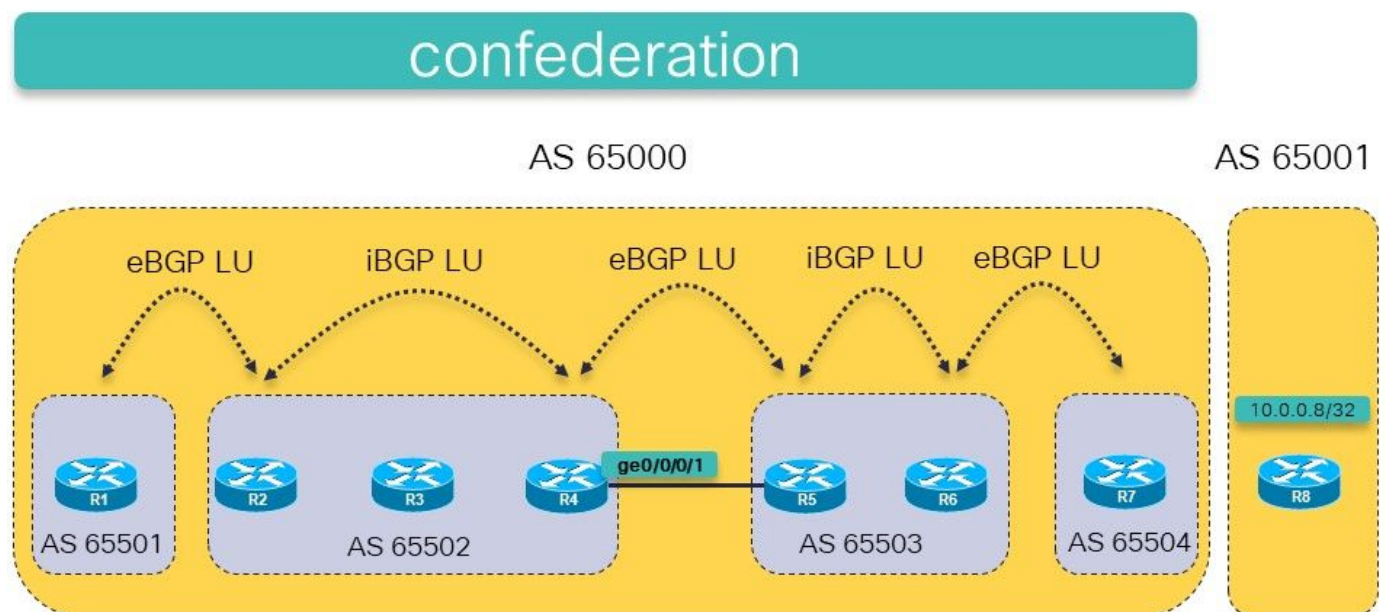 confederation
AS 65000
AS 65001
eBGP LU
iBGP LU
eBGP LU
iBGP LU
eBGP LU
10.0.0.8/32
ge0/0/0/1
R1
R2
R3
R4
R5
R6
R7
R8
AS 65501
AS 65502
AS 65503
AS 65504